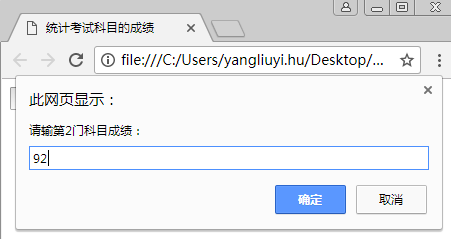 统计考试科目的成绩
file:///C:/Users/yangliuyi.hu/Desktop/...
此网页显示：
请输第2门科目成绩：
92
确定
取消